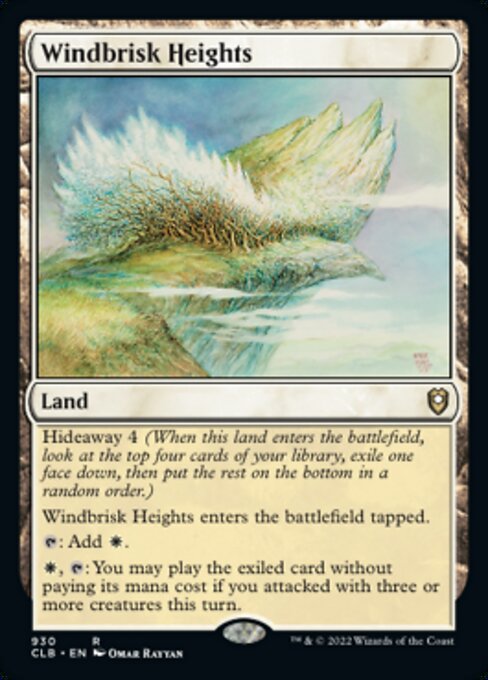 Windbrisk Heights
Land
Hideaway 4 (When this land enters the battlefield,
look at the top four cards of your library, exile one
face down, then put the rest on the bottom in a
random order.)
Windbrisk Heights enters the battlefield tapped.
: Add .
, : You may play the exiled card without
paying its mana cost if you attacked with three or
more creatures this turn.
930 R
CLB • EN Omar Rayyan
™ & © 2022 Wizards of the Coast